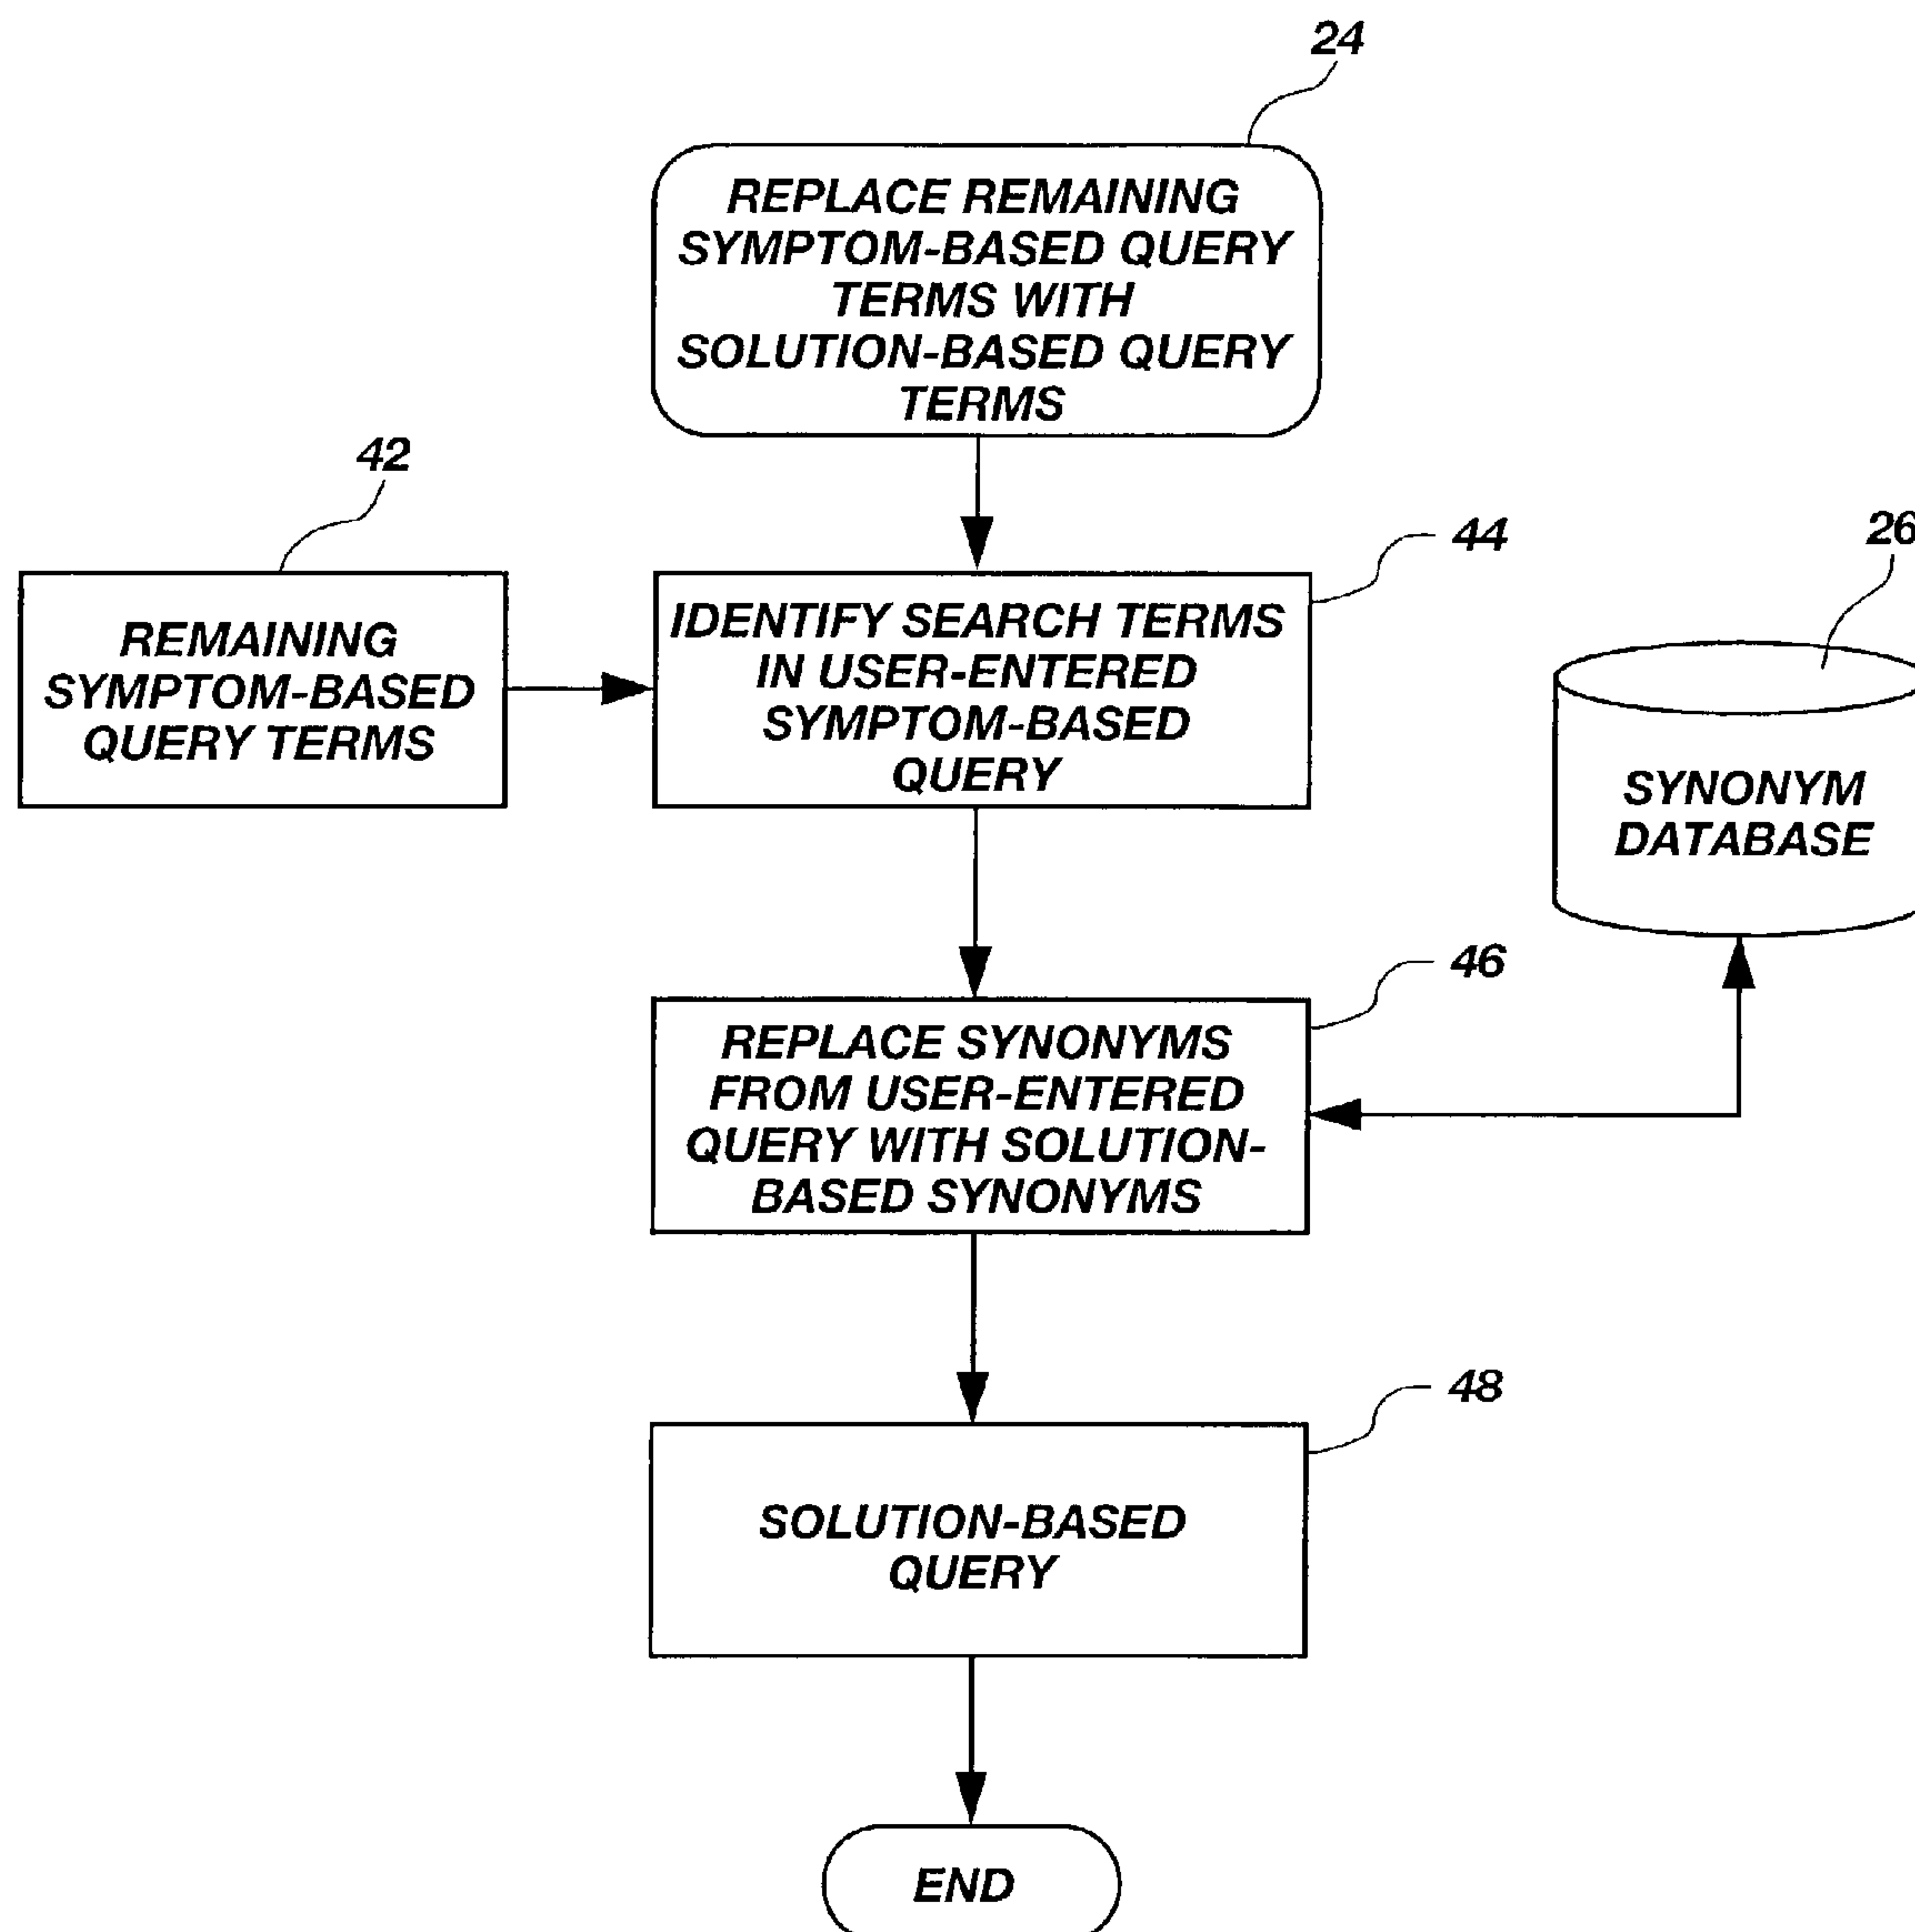 24
REPLACE REMAINING
SYMPTOM-BASED QUERY
TERMS WITH
SOLUTION-BASED QUERY
TERMS
42
REMAINING
SYMPTOM-BASED
QUERY TERMS
44
IDENTIFY SEARCH TERMS
IN USER-ENTERED
SYMPTOM-BASED
QUERY
26
SYNONYM
DATABASE
46
REPLACE SYNONYMS
FROM USER-ENTERED
QUERY WITH SOLUTION-
BASED SYNONYMS
48
SOLUTION-BASED
QUERY
END